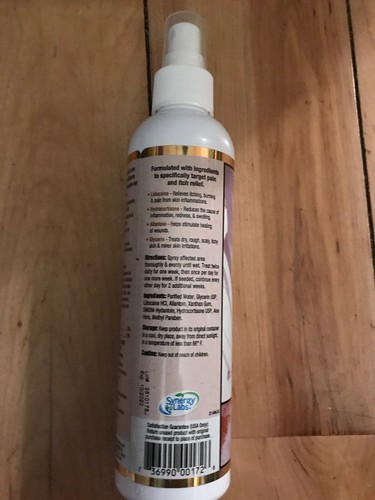 Formulated with ingredients
to specifically target pain
and itch relief.
• Lidocaine - Relieves itching, burning
& pain from skin inflammations.
• Hydrocortisone - Reduces the cause of
inflammation, redness, & swelling.
• Allantoin - Helps stimulate healing
of wounds.
• Glycerin - Treats dry, rough, scaly, itchy
skin & minor skin irritations.
Directions: Spray affected area
thoroughly & evenly until wet. Treat twice
daily for one week, then once per day for
one more week. If needed, continue every
other day for 2 additional weeks.
Ingredients: Purified Water, Glycerin USP,
Lidocaine HCl, Allantoin, Xanthan Gum,
DMDM Hydantoin, Hydrocortisone USP, Aloe
Vera, Methyl Paraben.
Storage: Keep product in its original container
in a cool, dry place, away from direct sunlight,
in a temperature of less than 86° F.
Caution: Keep out of reach of children.
Synergy
Labs
Satisfaction Guarantee (USA Only):
Return unused product with original
purchase receipt to place of purchase.
7 36990 00172 8